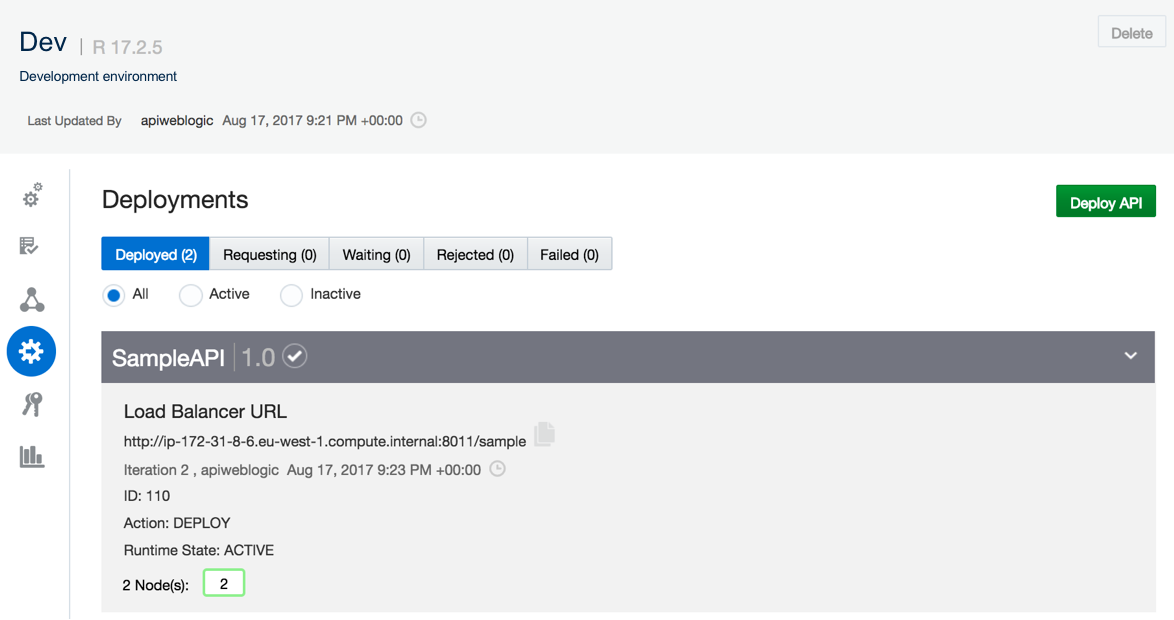 Dev | R 17.2.5
Delete
Development environment
Last Updated By apiweblogic Aug 17, 2017 9:21 PM +00:00
Deployments
Deploy API
Deployed (2) Requesting (0) Waiting (0) Rejected (0) Failed (0)
All Active Inactive
SampleAPI | 1.0
Load Balancer URL
http://ip-172-31-8-6.eu-west-1.compute.internal:8011/sample
Iteration 2 , apiweblogic Aug 17, 2017 9:23 PM +00:00
ID: 110
Action: DEPLOY
Runtime State: ACTIVE
2 Node(s): 2